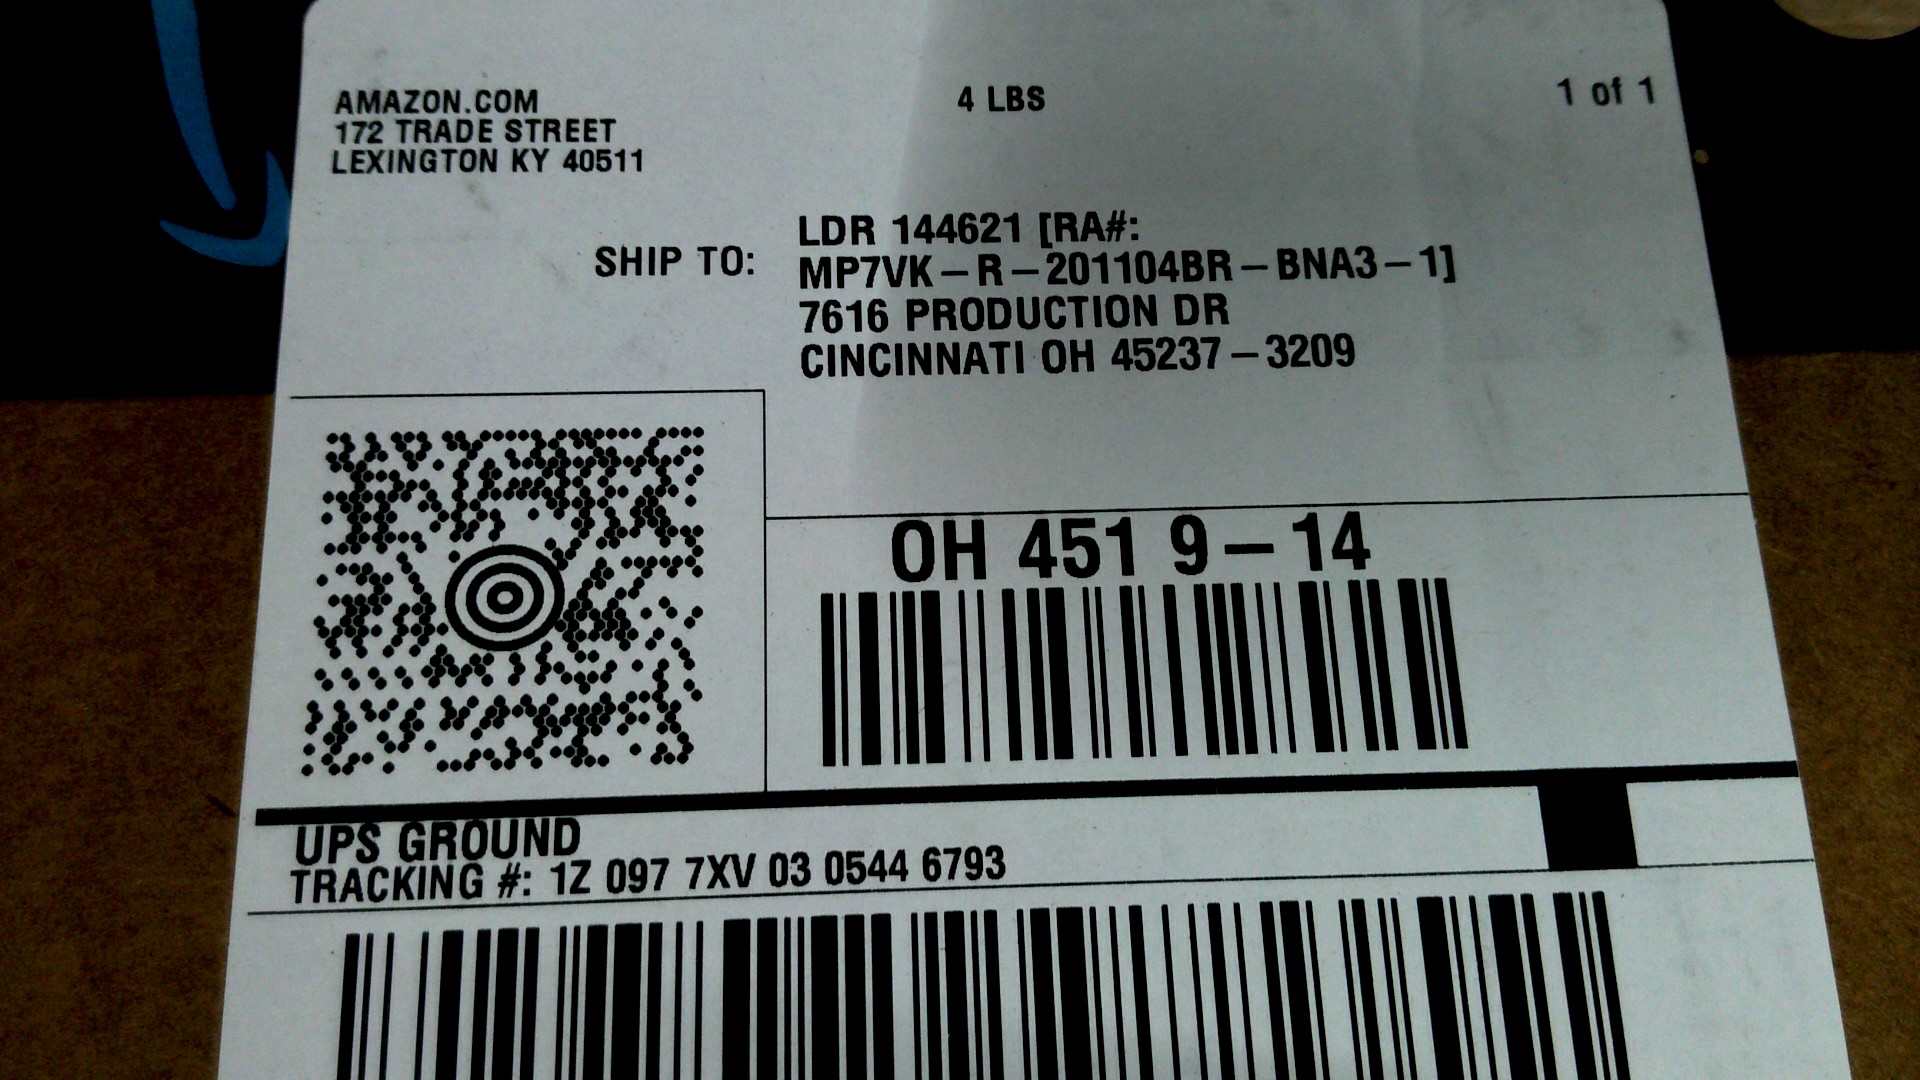 AMAZON.COM
172 TRADE STREET
LEXINGTON KY 40511
4 LBS
1 of 1
SHIP TO:
LDR 144621 [RA#:
MP7VK-R-201104BR-BNA3-1]
7616 PRODUCTION DR
CINCINNATI OH 45237-3209
OH 451 9-14
UPS GROUND
TRACKING #: 1Z 097 7XV 03 0544 6793